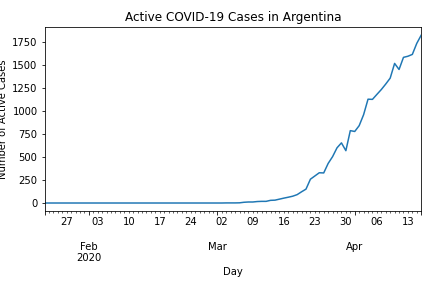 Active COVID-19 Cases in Argentina
Number of Active Cases
1750
1500
1250
1000
750
500
250
0
27 03 10 17 24 02 09 16 23 30 06 13
Feb Mar Apr
2020
Day